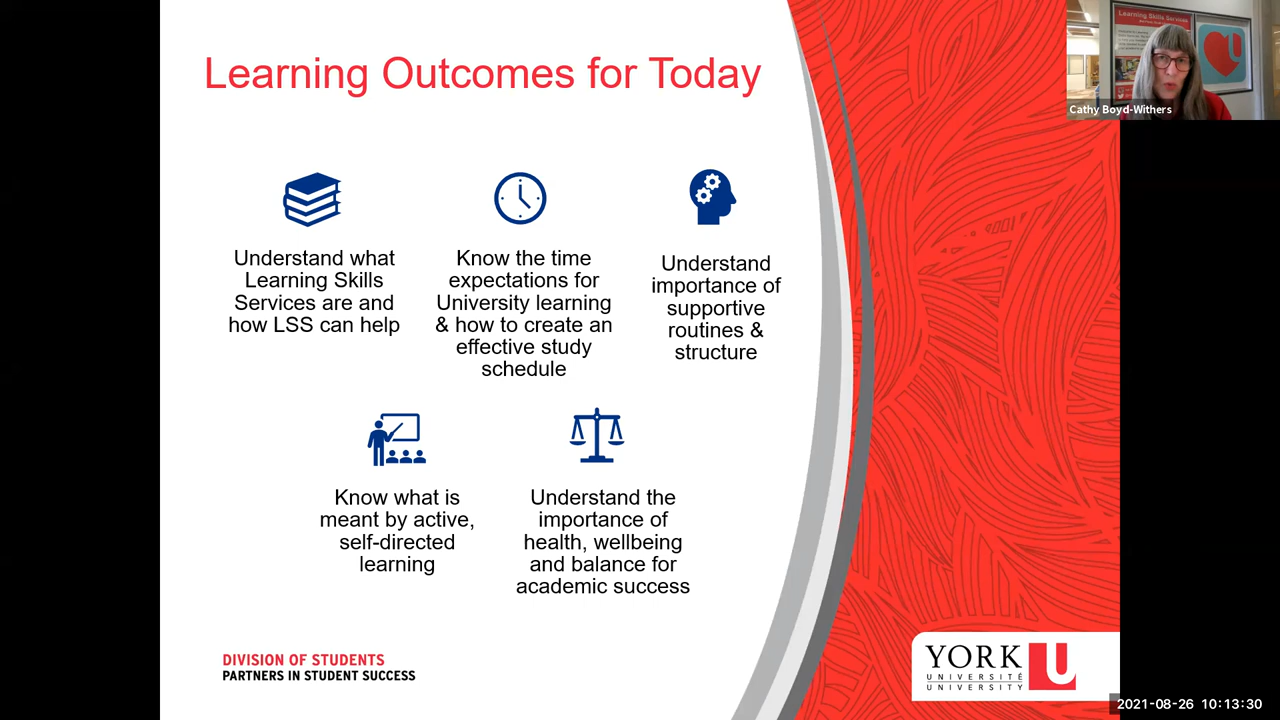 Learning Outcomes for Today
Understand what
Learning Skills
Services are and
how LSS can help
Know the time
expectations for
University learning
& how to create an
effective study
schedule
Understand
importance of
supportive
routines &
structure
Know what is
meant by active,
self-directed
learning
Understand the
importance of
health, wellbeing
and balance for
academic success
DIVISION OF STUDENTS
PARTNERS IN STUDENT SUCCESS
YORK U
UNIVERSITÉ
UNIVERSITY
Learning Skills Services
Cathy Boyd-Withers
2021-08-26 10:13:30